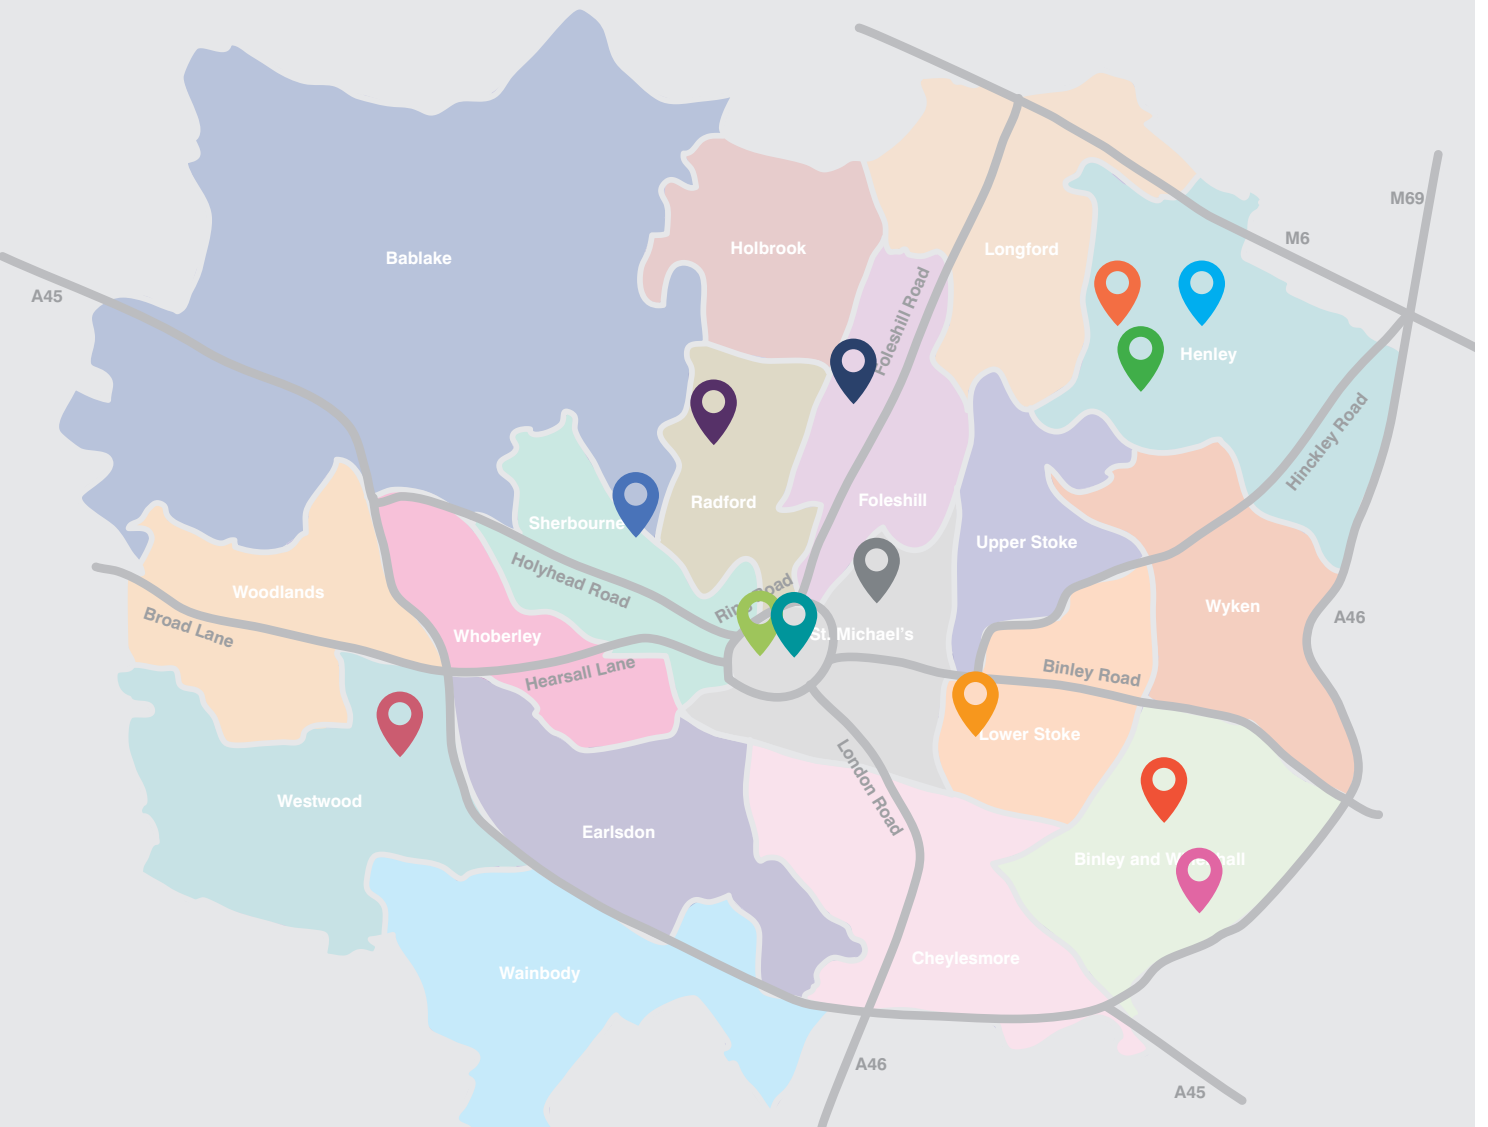 M69
M6
Holbrook
Longford
Bablake
A45
Foleshill Road
Henley
Hinckley Road
Radford
Foleshill
Sherbourne
Upper Stoke
Holyhead Road
Woodlands
Ring Road
Wyken
A46
Broad Lane
Whoberley
St. Michael's
Hearsall Lane
Binley Road
Lower Stoke
London Road
Westwood
Earlsdon
Binley and
Cheylesmore
Wainbody
A46
A45